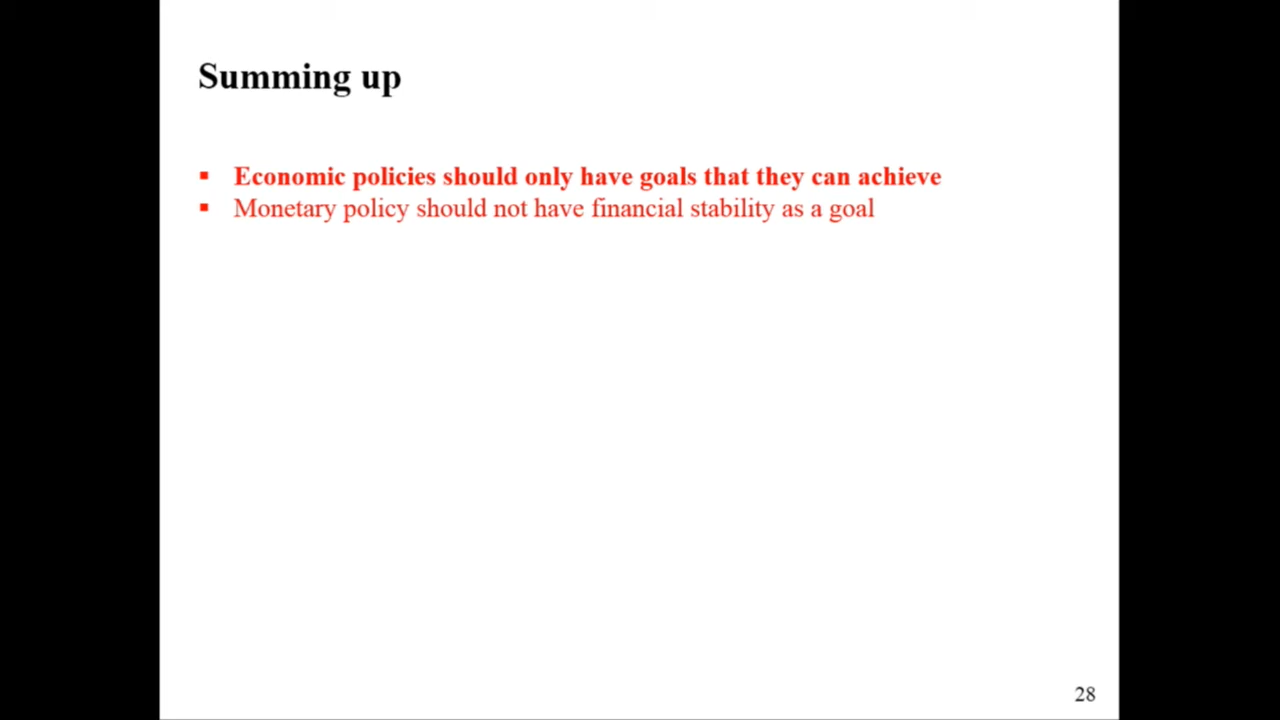 Summing up
▪ Economic policies should only have goals that they can achieve
▪ Monetary policy should not have financial stability as a goal
28